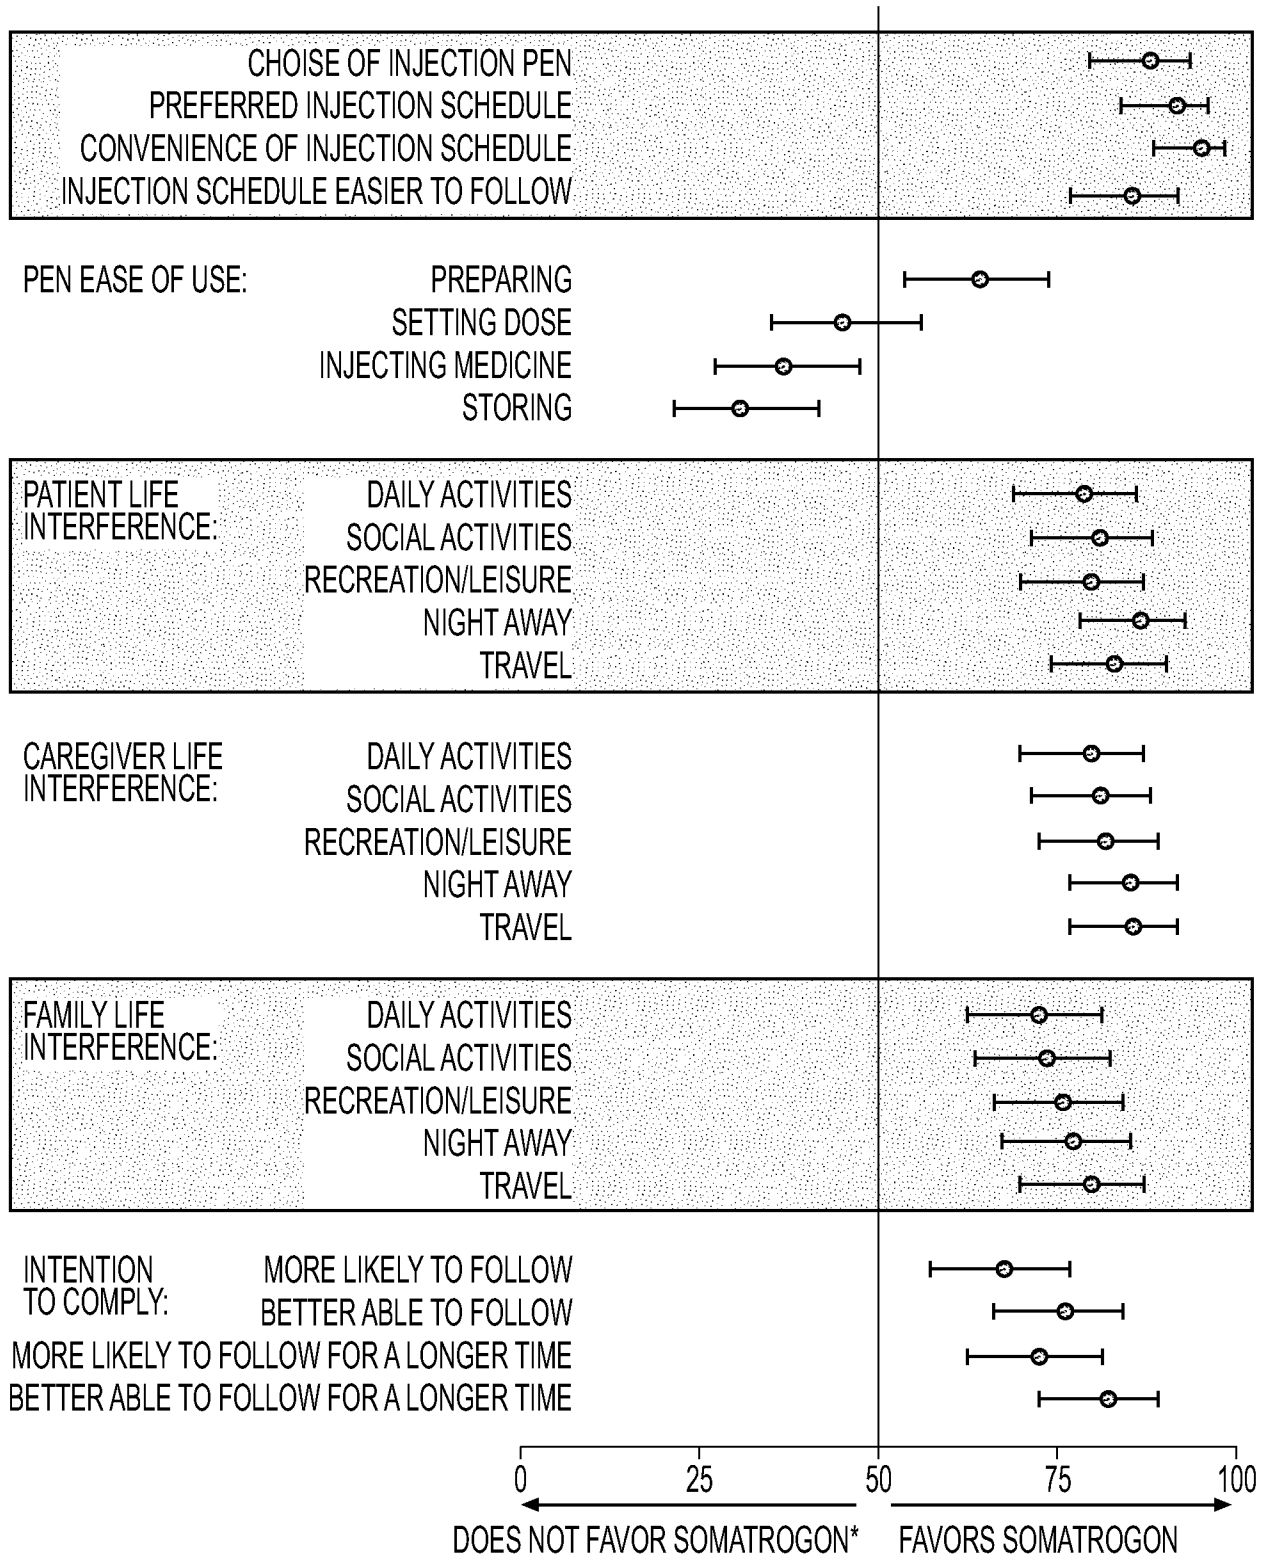 CHOISE OF INJECTION PEN
PREFERRED INJECTION SCHEDULE
CONVENIENCE OF INJECTION SCHEDULE
INJECTION SCHEDULE EASIER TO FOLLOW
PEN EASE OF USE: PREPARING
SETTING DOSE
INJECTING MEDICINE
STORING
PATIENT LIFE
INTERFERENCE:
DAILY ACTIVITIES
SOCIAL ACTIVITIES
RECREATION/LEISURE
NIGHT AWAY
TRAVEL
CAREGIVER LIFE
INTERFERENCE:
DAILY ACTIVITIES
SOCIAL ACTIVITIES
RECREATION/LEISURE
NIGHT AWAY
TRAVEL
FAMILY LIFE
INTERFERENCE:
DAILY ACTIVITIES
SOCIAL ACTIVITIES
RECREATION/LEISURE
NIGHT AWAY
TRAVEL
INTENTION
TO COMPLY:
MORE LIKELY TO FOLLOW
BETTER ABLE TO FOLLOW
MORE LIKELY TO FOLLOW FOR A LONGER TIME
BETTER ABLE TO FOLLOW FOR A LONGER TIME
0 25 50 75 100
DOES NOT FAVOR SOMATROGON* FAVORS SOMATROGON